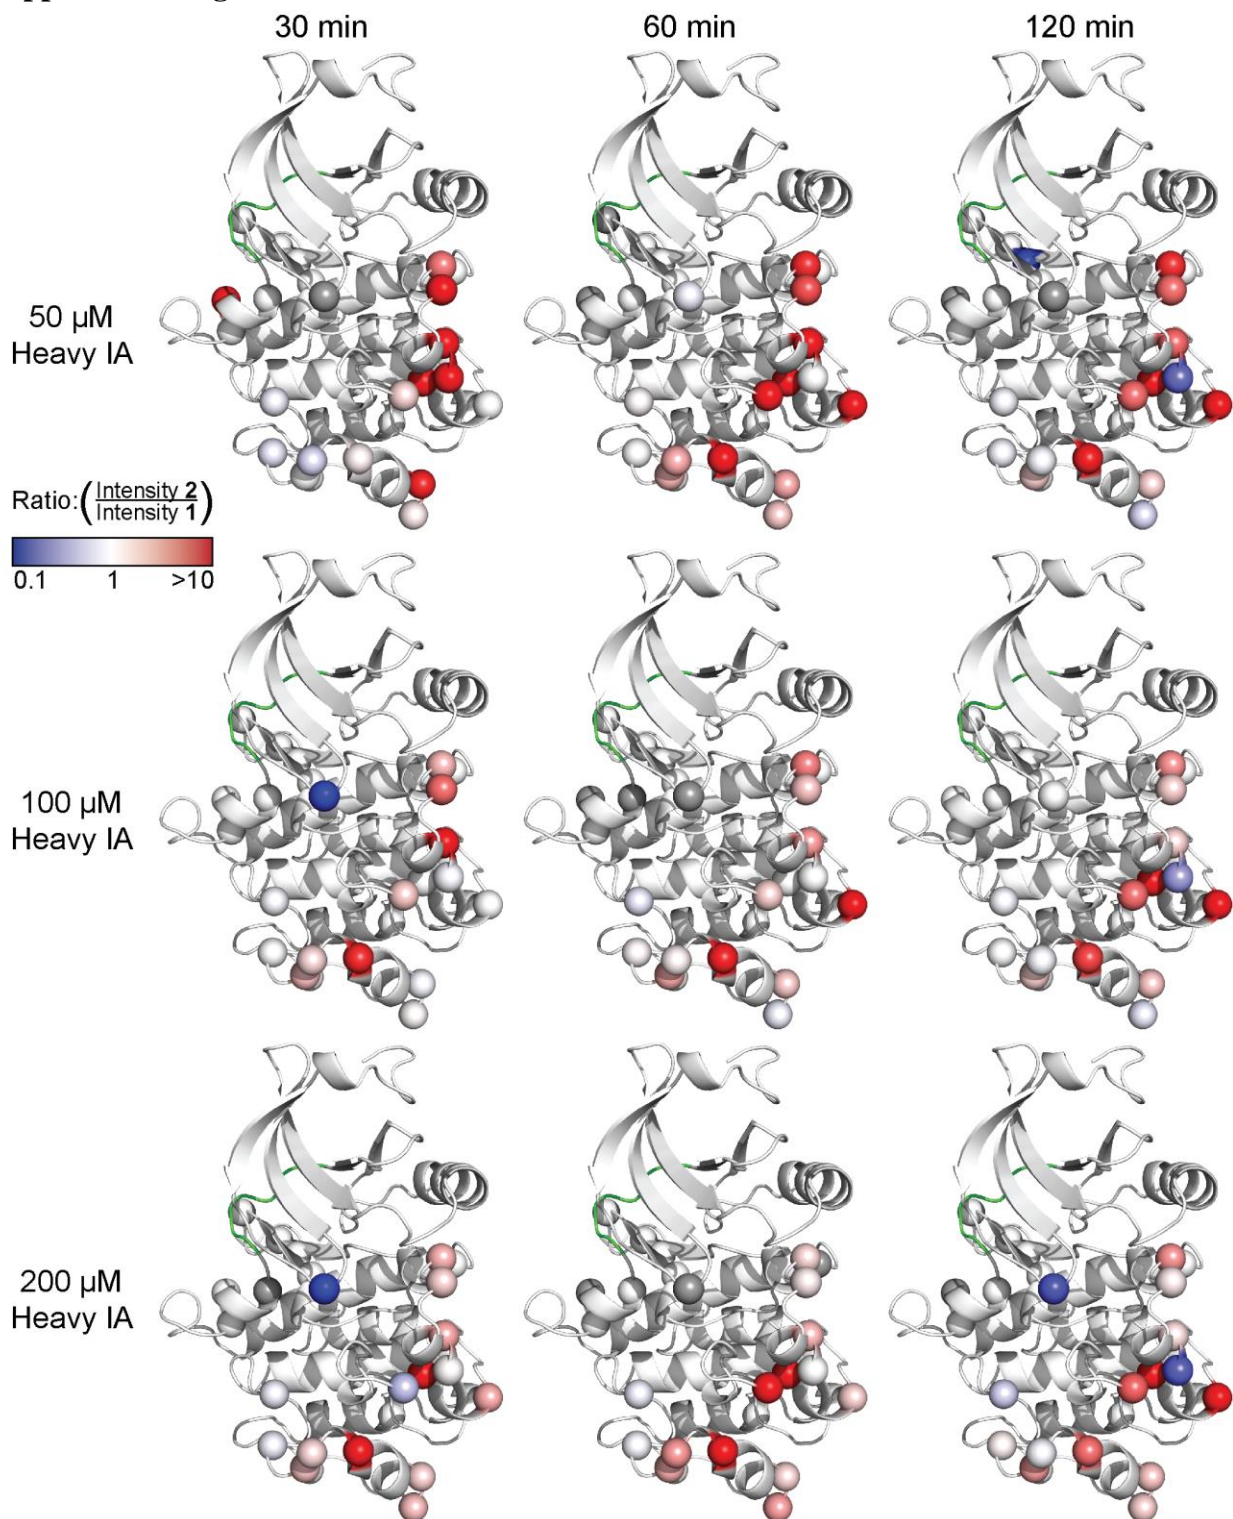 30 min 60 min 120 min
50 µM
Heavy IA
Ratio: (Intensity 2 / Intensity 1)
0.1 1 >10
100 µM
Heavy IA
200 µM
Heavy IA